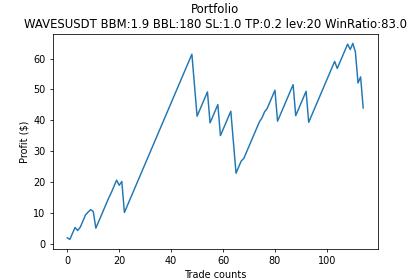 Portfolio
WAVESUSDT BBM:1.9 BBL:180 SL:1.0 TP:0.2 lev:20 WinRatio:83.0
Profit ($)
60
50
40
30
20
10
0
0 20 40 60 80 100
Trade counts